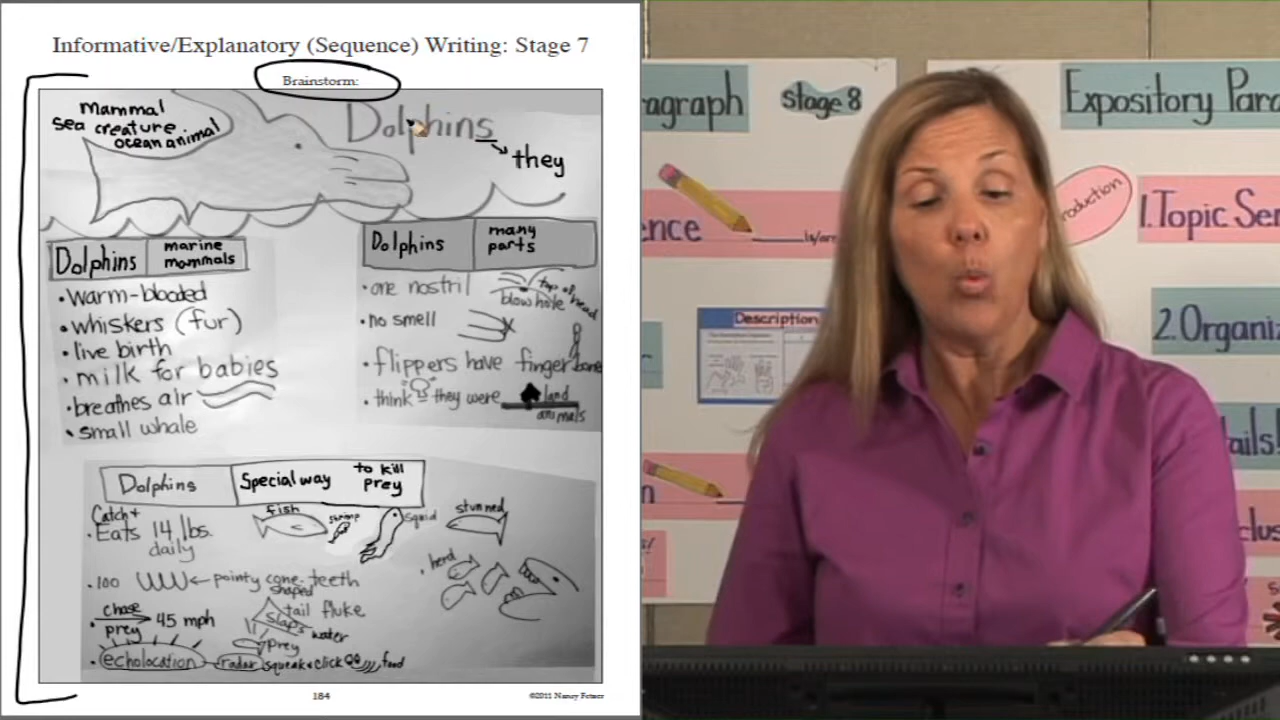 Informative/Explanatory (Sequence) Writing: Stage 7
Brainstorm:
Mammal
sea creature
ocean animal
Dolphins
they
Dolphins marine mammals
• warm-blooded
• whiskers (fur)
• live birth
• milk for babies
• breathes air
• small whale
Dolphins many parts
• one nostril
blow hole
top of head
• no smell
• flippers have finger bone
• think they were land animals
Dolphins Special way to kill prey
Catch +
• Eats 14 lbs. daily
fish
shrimp
squid
stunned
• herd
• 100 pointy cone-shaped teeth
• chase prey 45 mph
tail fluke
slaps water
prey
• echolocation radar squeak + click food
184
©2011 Nancy Fetzer
ragraph
stage 8
Expository Para
ence
ly/are
roduction
1. Topic Sen
Description
2. Organiz
tails!
n
clus